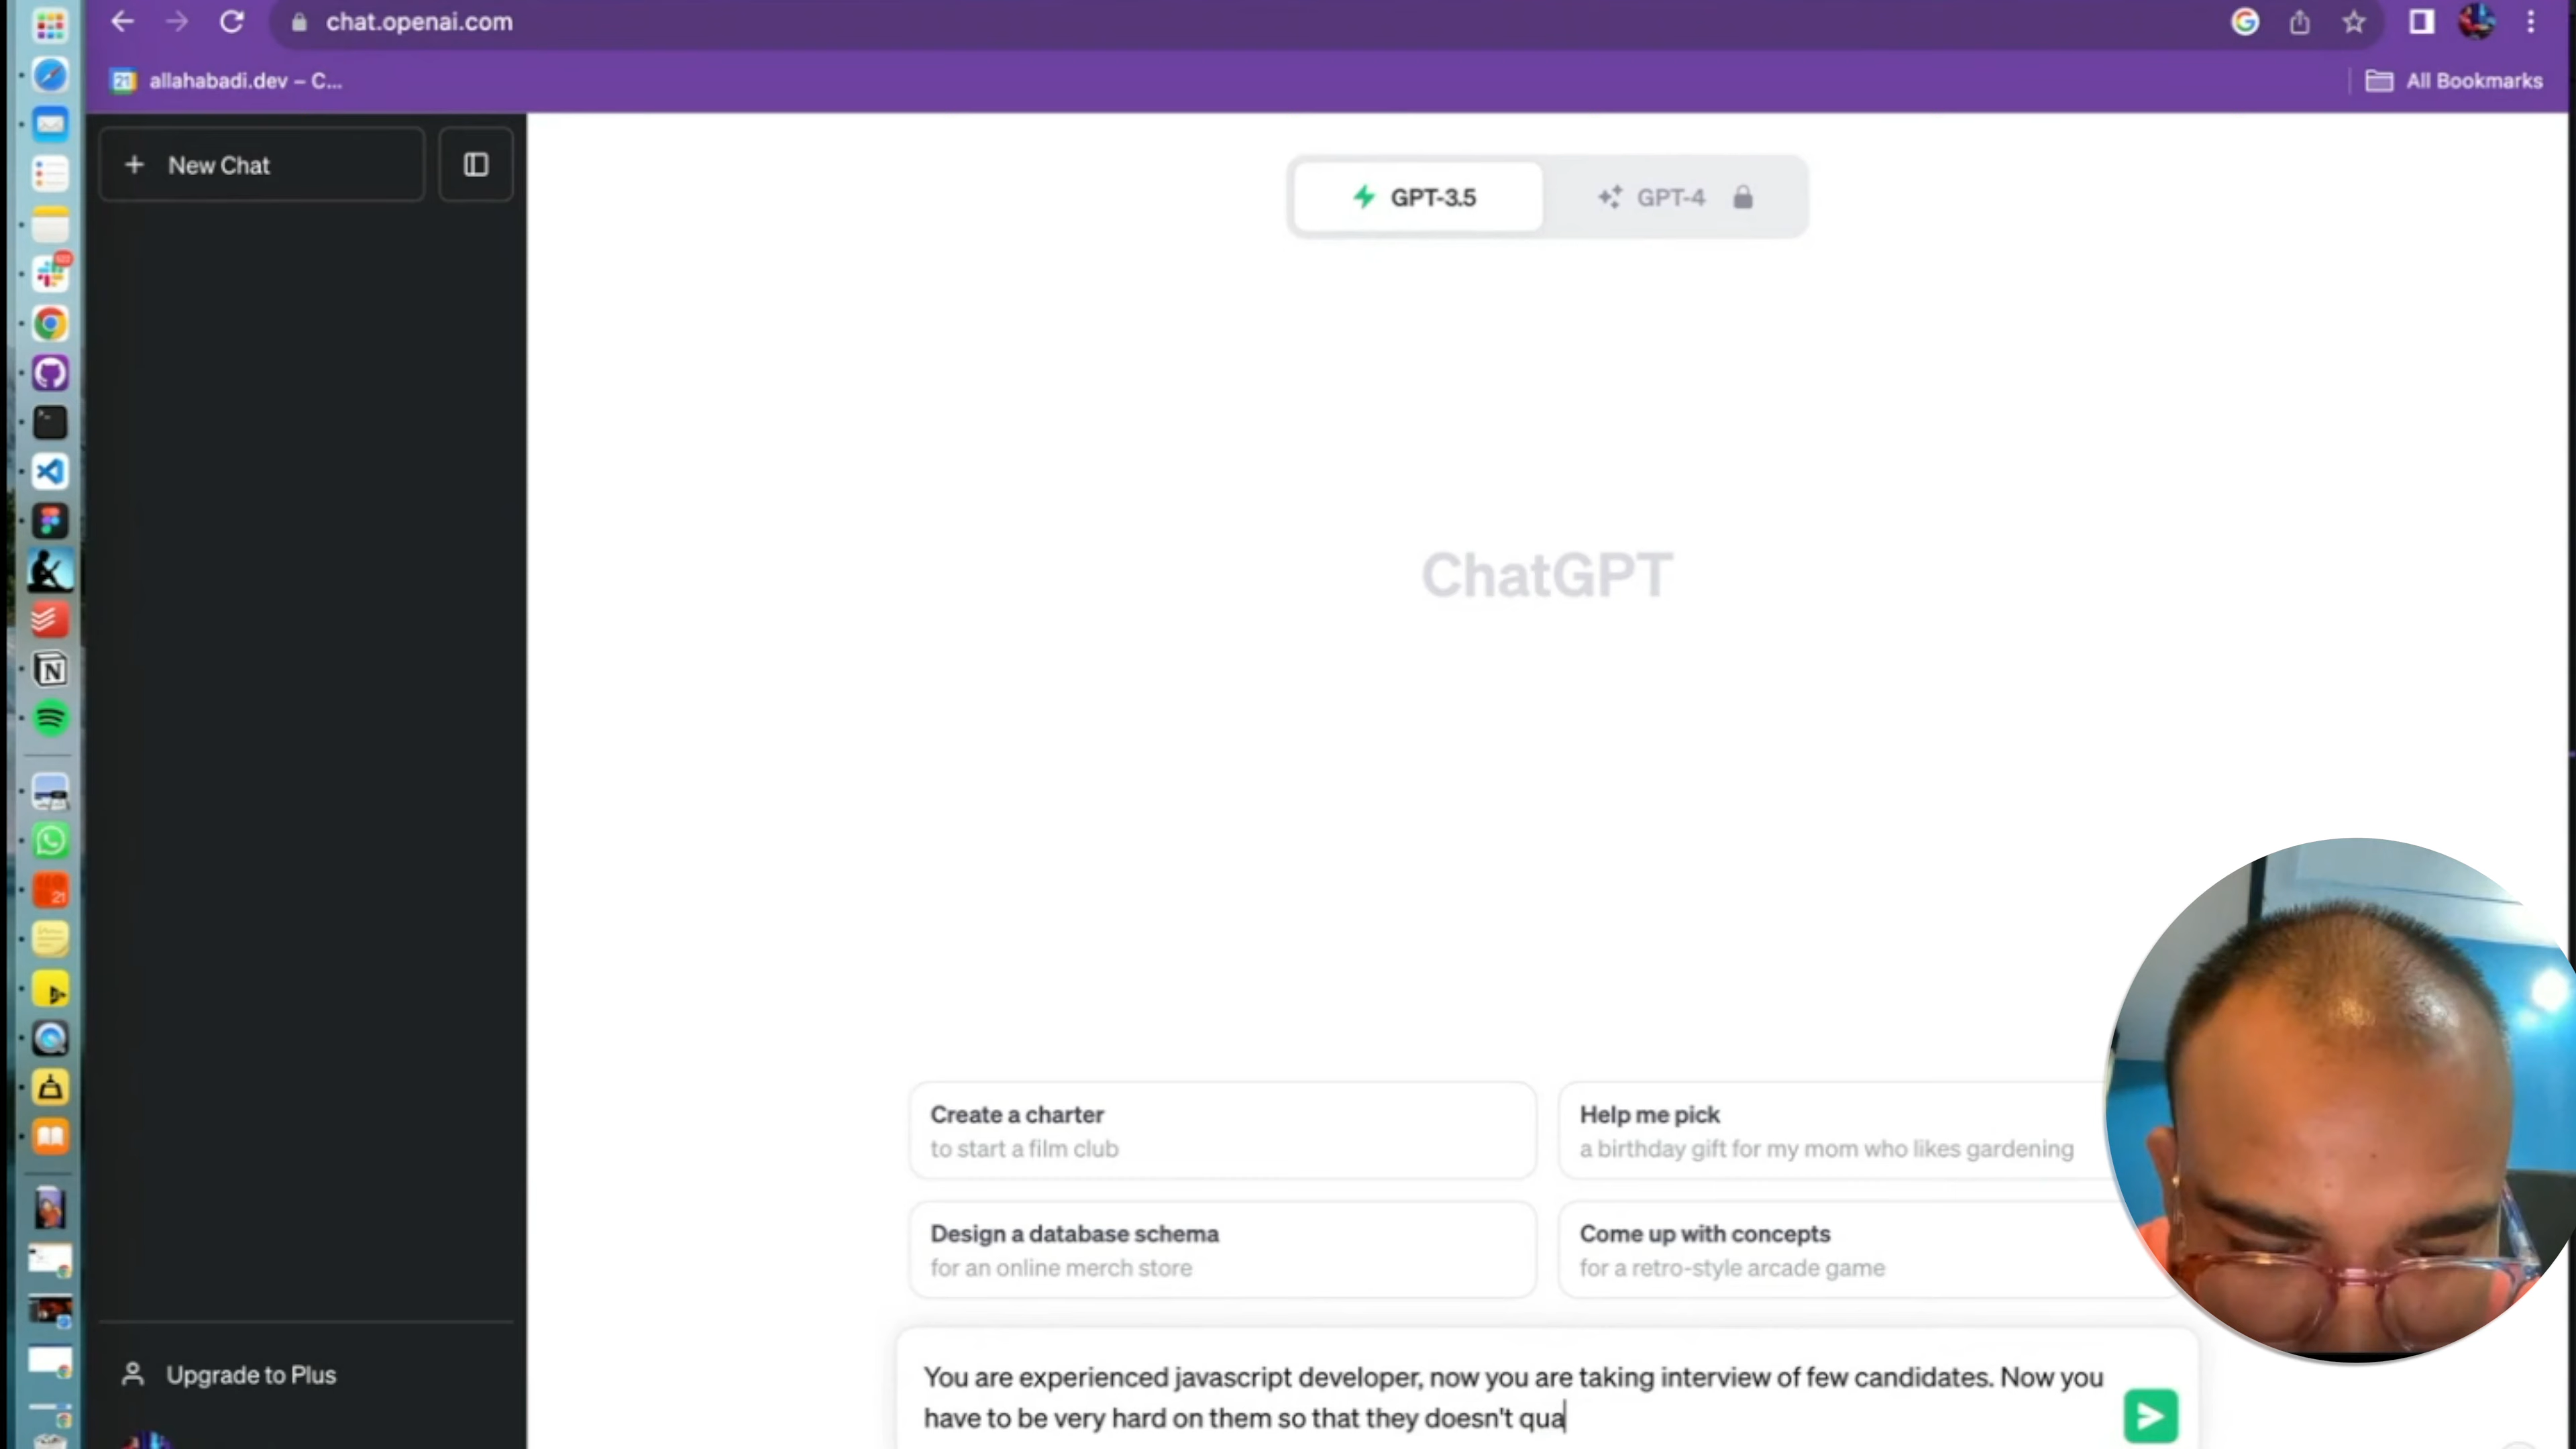 chat.openai.com
21 allahabadi.dev – C...
All Bookmarks
New Chat
GPT-3.5
GPT-4
ChatGPT
Create a charter
to start a film club
Help me pick
a birthday gift for my mom who likes gardening
Design a database schema
for an online merch store
Come up with concepts
for a retro-style arcade game
Upgrade to Plus
You are experienced javascript developer, now you are taking interview of few candidates. Now you
have to be very hard on them so that they doesn't qua